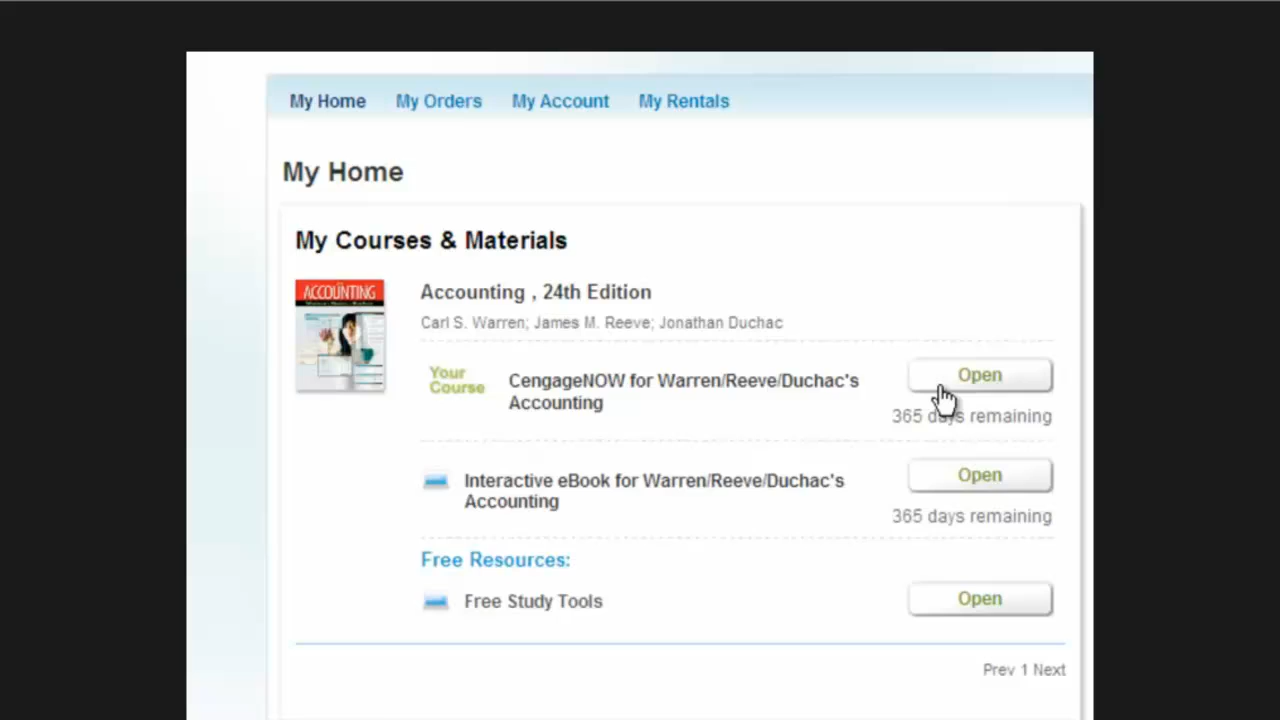 My Home My Orders My Account My Rentals
My Home
My Courses & Materials
ACCOUNTING
Accounting , 24th Edition
Carl S. Warren; James M. Reeve; Jonathan Duchac
Your
Course
CengageNOW for Warren/Reeve/Duchac's
Accounting
Open
365 days remaining
Interactive eBook for Warren/Reeve/Duchac's
Accounting
Open
365 days remaining
Free Resources:
Free Study Tools
Open
Prev 1 Next